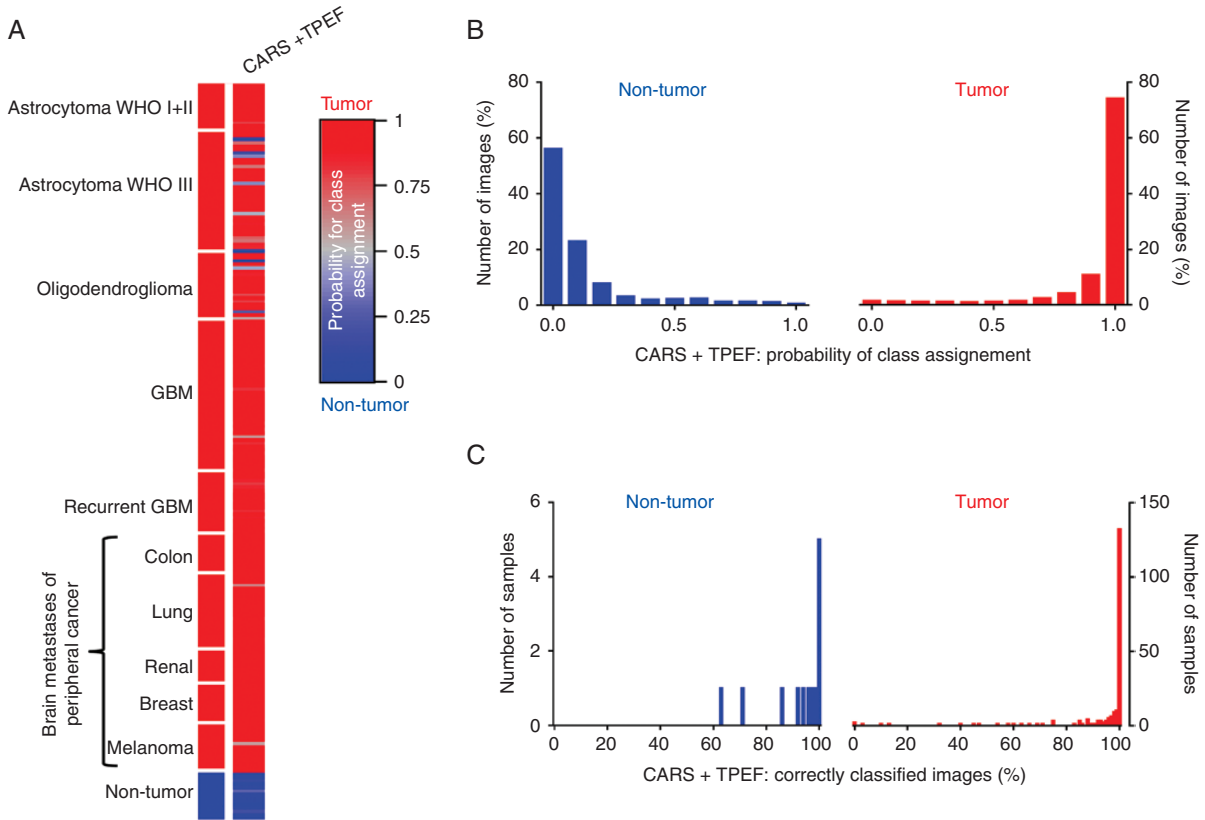 A
CARS +TPEF
Astrocytoma WHO I+II
Astrocytoma WHO III
Oligodendroglioma
GBM
Recurrent GBM
Brain metastases of
peripheral cancer
Colon
Lung
Renal
Breast
Melanoma
Non-tumor
Tumor
Probability for class
assignment
1
0.75
0.5
0.25
0
Non-tumor
B
Number of images (%)
80
60
40
20
0
Non-tumor
Tumor
80
60
40
20
0
Number of images (%)
0.0 0.5 1.0
0.0 0.5 1.0
CARS + TPEF: probability of class assignement
C
Number of samples
6
4
2
0
Non-tumor
Tumor
150
100
50
0
Number of samples
0 20 40 60 80 100
0 20 40 60 80 100
CARS + TPEF: correctly classified images (%)